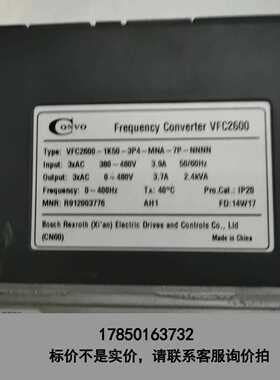 CONVO
Frequency Converter VFC2600
Type: VFC2600-1K50-3P4-MNA-7P-NNNN
Input: 3xAC 380-480V 3.9A 50/60Hz
Output: 3xAC 0-480V 3.7A 2.4kVA
Frequency: 0-400Hz Ta: 40°C Pro.Cat.: IP20
MNR: R912003776 AH1 FD:14W17
Bosch Rexroth (Xi'an) Electric Drives and Controls Co., Ltd
(CN60) Made in China
17850163732
标价不是实价,请联系客服询价拍